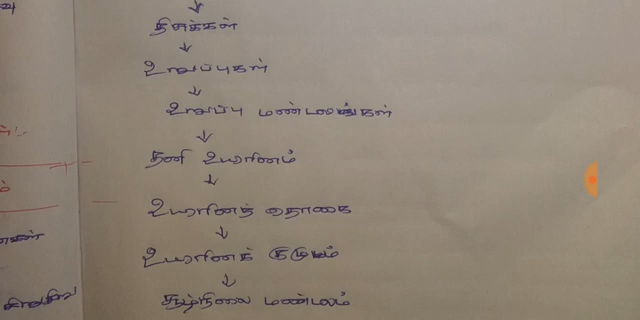 திசுக்கள்
↓
உறுப்புகள்
↓
உறுப்பு மண்டலங்கள்
↓
தனி உயிரினம்
↓
உயிரினத் தொகை
↓
உயிரினக் குழுமம்
↓
சூழ்நிலை மண்டலம்